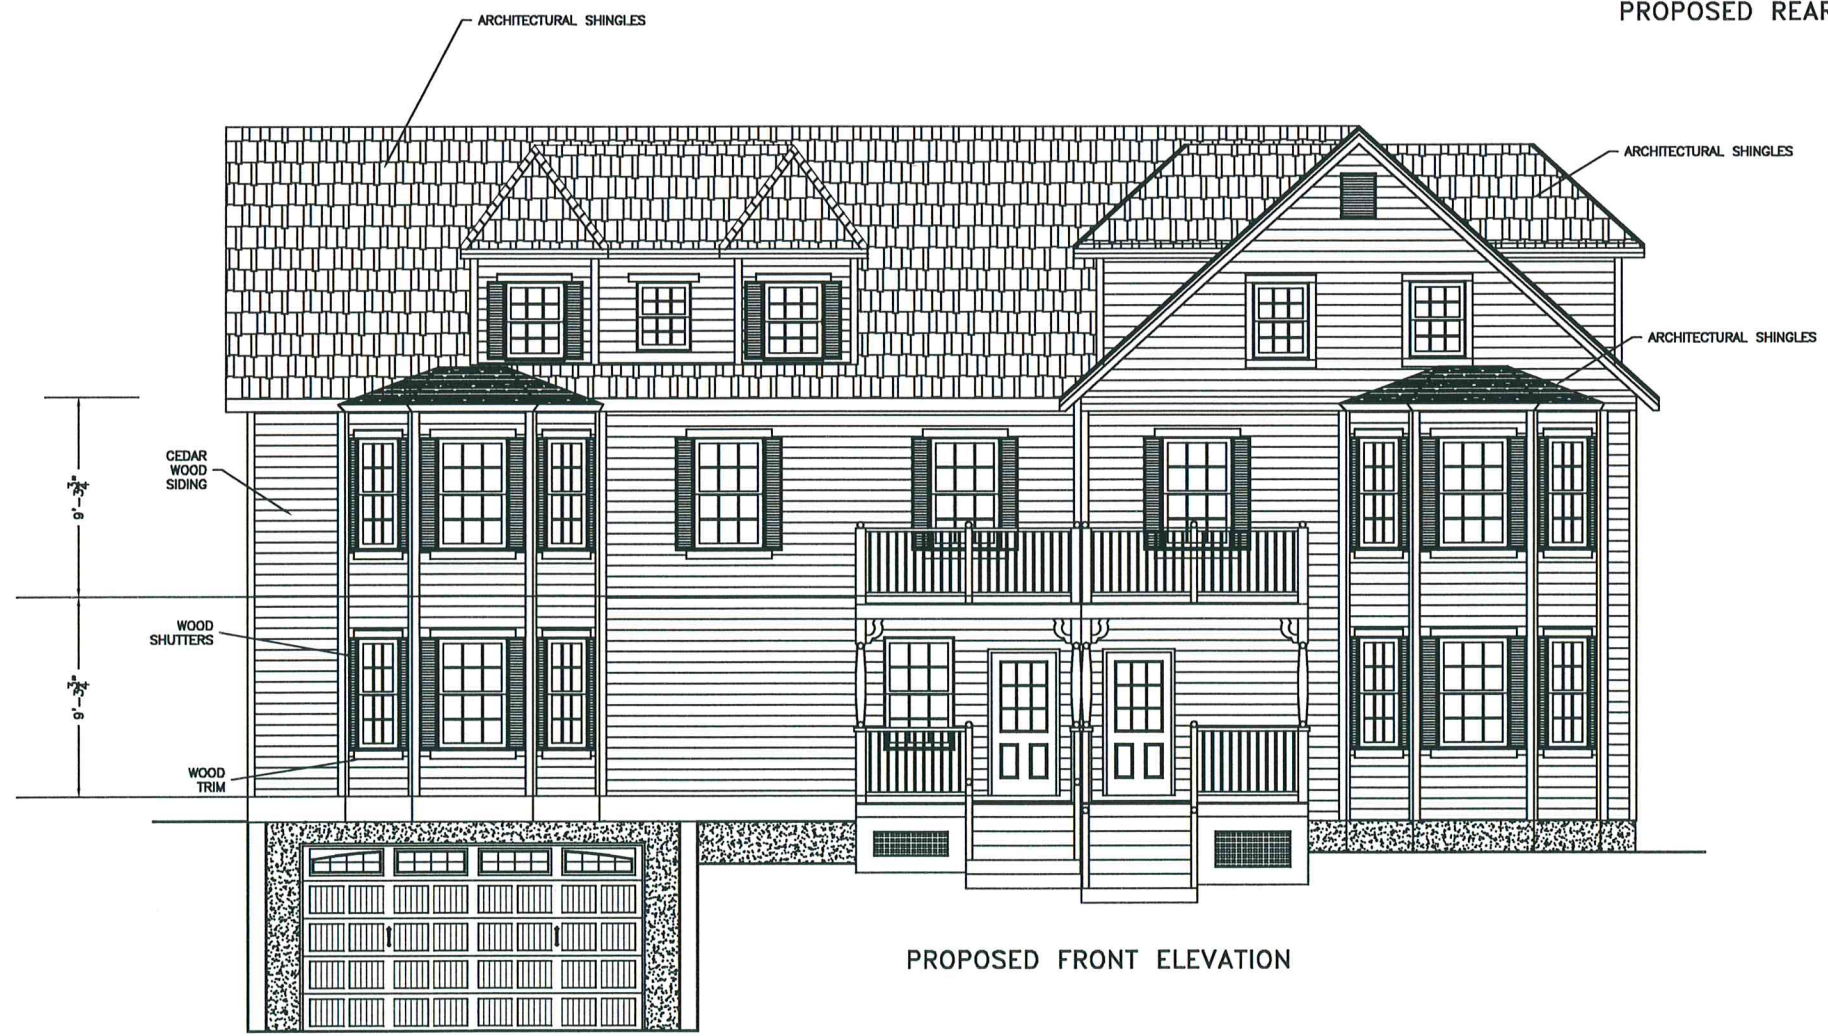 PROPOSED REAR
ARCHITECTURAL SHINGLES
ARCHITECTURAL SHINGLES
ARCHITECTURAL SHINGLES
CEDAR
WOOD
SIDING
9'-3¾"
WOOD
SHUTTERS
9'-3¾"
WOOD
TRIM
PROPOSED FRONT ELEVATION